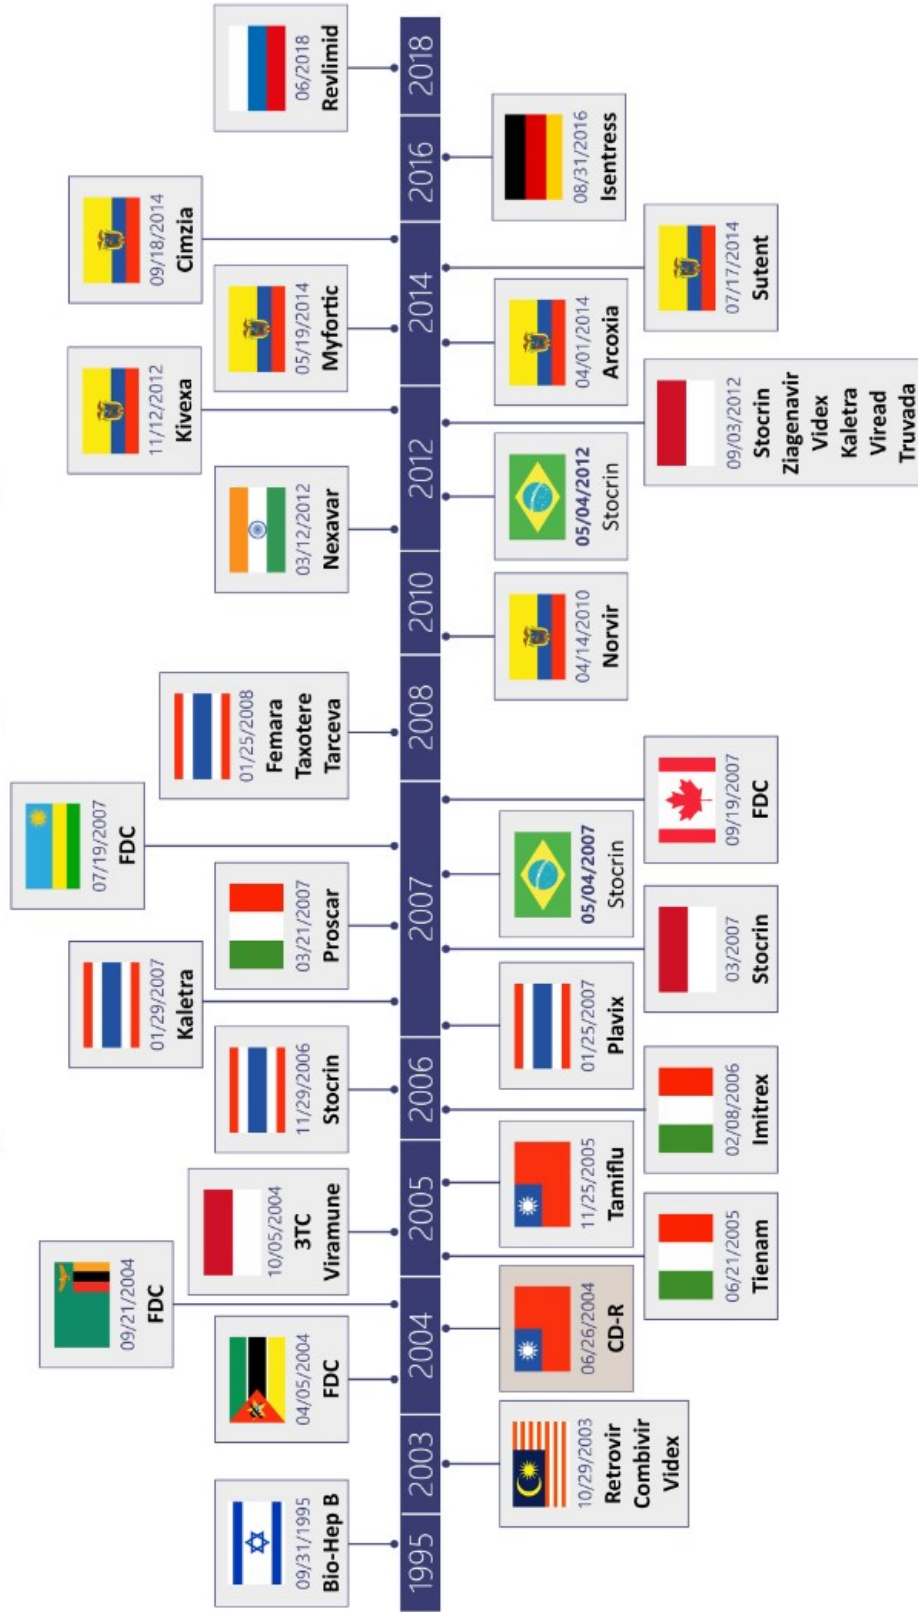 09/31/1995
Bio-Hep B
10/29/2003
Retrovir
Combivir
Videx
04/05/2004
FDC
06/26/2004
CD-R
09/21/2004
FDC
10/05/2004
3TC
Viramune
06/21/2005
Tienam
11/25/2005
Tamiflu
02/08/2006
Imitrex
11/29/2006
Stocrin
01/25/2007
Plavix
01/29/2007
Kaletra
03/2007
Stocrin
03/21/2007
Proscar
05/04/2007
Stocrin
07/19/2007
FDC
09/19/2007
FDC
01/25/2008
Femara
Taxotere
Tarceva
04/14/2010
Norvir
03/12/2012
Nexavar
05/04/2012
Stocrin
09/03/2012
Stocrin
Ziagenavir
Videx
Kaletra
Viread
Truvada
11/12/2012
Kivexa
04/01/2014
Arcoxia
05/19/2014
Myfortic
07/17/2014
Sutent
09/18/2014
Cimzia
08/31/2016
Isentress
06/2018
Revlimid
1995 2003 2004 2005 2006 2007 2008 2010 2012 2014 2016 2018